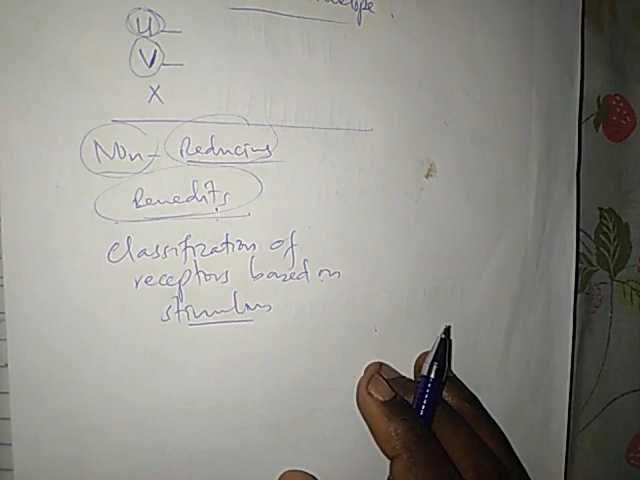 U
V
X
Non-Reducing
Benedits
Classification of
receptors based on
stimulus